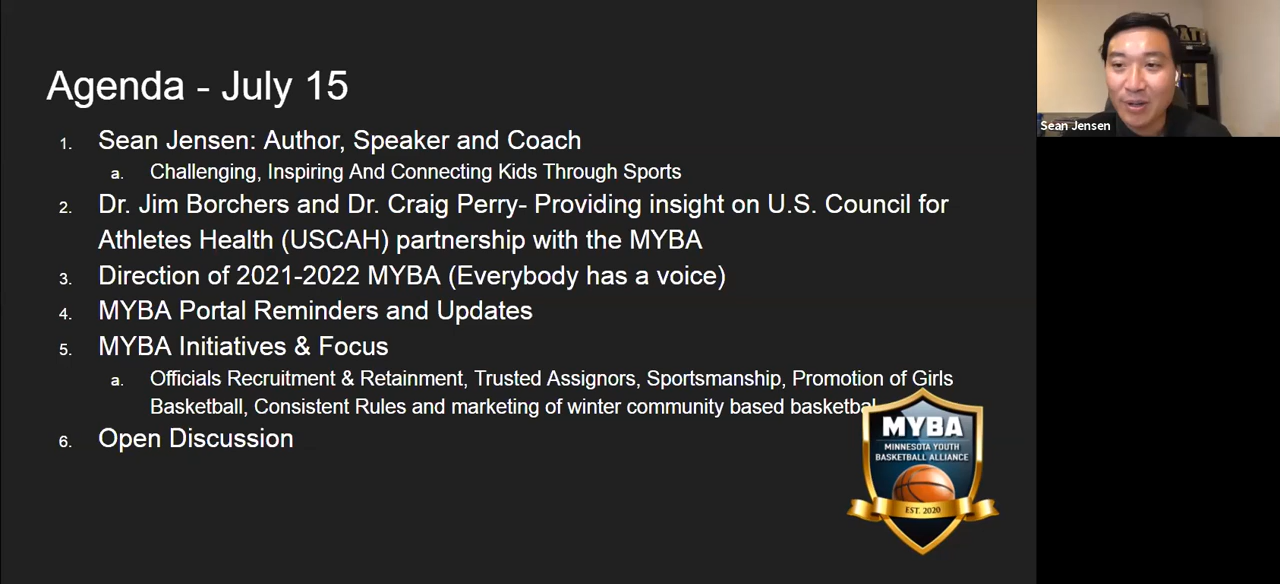 Agenda - July 15
1. Sean Jensen: Author, Speaker and Coach
a. Challenging, Inspiring And Connecting Kids Through Sports
2. Dr. Jim Borchers and Dr. Craig Perry- Providing insight on U.S. Council for
Athletes Health (USCAH) partnership with the MYBA
3. Direction of 2021-2022 MYBA (Everybody has a voice)
4. MYBA Portal Reminders and Updates
5. MYBA Initiatives & Focus
a. Officials Recruitment & Retainment, Trusted Assignors, Sportsmanship, Promotion of Girls
Basketball, Consistent Rules and marketing of winter community based basketbal
6. Open Discussion
MYBA
MINNESOTA YOUTH
BASKETBALL ALLIANCE
EST. 2020
Sean Jensen